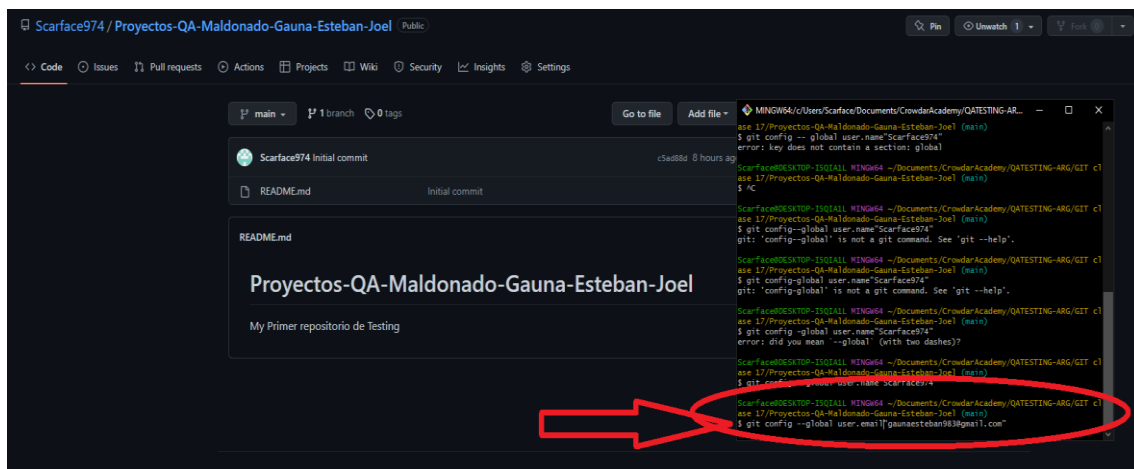 Scarface974 / Proyectos-QA-Maldonado-Gauna-Esteban-Joel Public
Pin
Unwatch 1
Fork 0
Code
Issues
Pull requests
Actions
Projects
Wiki
Security
Insights
Settings
main
1 branch
0 tags
Go to file
Add file
Scarface974 Initial commit
c5ed88d 8 hours ago
README.md
Initial commit
README.md
Proyectos-QA-Maldonado-Gauna-Esteban-Joel
My Primer repositorio de Testing
MINGW64:/c/Users/Scarface/Documents/CrowdarAcademy/QATESTING-AR...
ase 17/Proyectos-QA-Maldonado-Gauna-Esteban-Joel (main)
$ git config -- global user.name"Scarface974"
error: key does not contain a section: global
Scarface@DESKTOP-ISQIA1L MINGW64 ~/Documents/CrowdarAcademy/QATESTING-ARG/GIT cl
ase 17/Proyectos-QA-Maldonado-Gauna-Esteban-Joel (main)
$ ^C
Scarface@DESKTOP-ISQIA1L MINGW64 ~/Documents/CrowdarAcademy/QATESTING-ARG/GIT cl
ase 17/Proyectos-QA-Maldonado-Gauna-Esteban-Joel (main)
$ git config--global user.name"Scarface974"
git: 'config--global' is not a git command. See 'git --help'.
Scarface@DESKTOP-ISQIA1L MINGW64 ~/Documents/CrowdarAcademy/QATESTING-ARG/GIT cl
ase 17/Proyectos-QA-Maldonado-Gauna-Esteban-Joel (main)
$ git config-global user.name"Scarface974"
git: 'config-global' is not a git command. See 'git --help'.
Scarface@DESKTOP-ISQIA1L MINGW64 ~/Documents/CrowdarAcademy/QATESTING-ARG/GIT cl
ase 17/Proyectos-QA-Maldonado-Gauna-Esteban-Joel (main)
$ git config -global user.name"Scarface974"
error: did you mean `--global` (with two dashes)?
Scarface@DESKTOP-ISQIA1L MINGW64 ~/Documents/CrowdarAcademy/QATESTING-ARG/GIT cl
ase 17/Proyectos-QA-Maldonado-Gauna-Esteban-Joel (main)
$ git config --global user.name"Scarface974"
Scarface@DESKTOP-ISQIA1L MINGW64 ~/Documents/CrowdarAcademy/QATESTING-ARG/GIT cl
ase 17/Proyectos-QA-Maldonado-Gauna-Esteban-Joel (main)
$ git config --global user.email"gaunaesteban983@gmail.com"